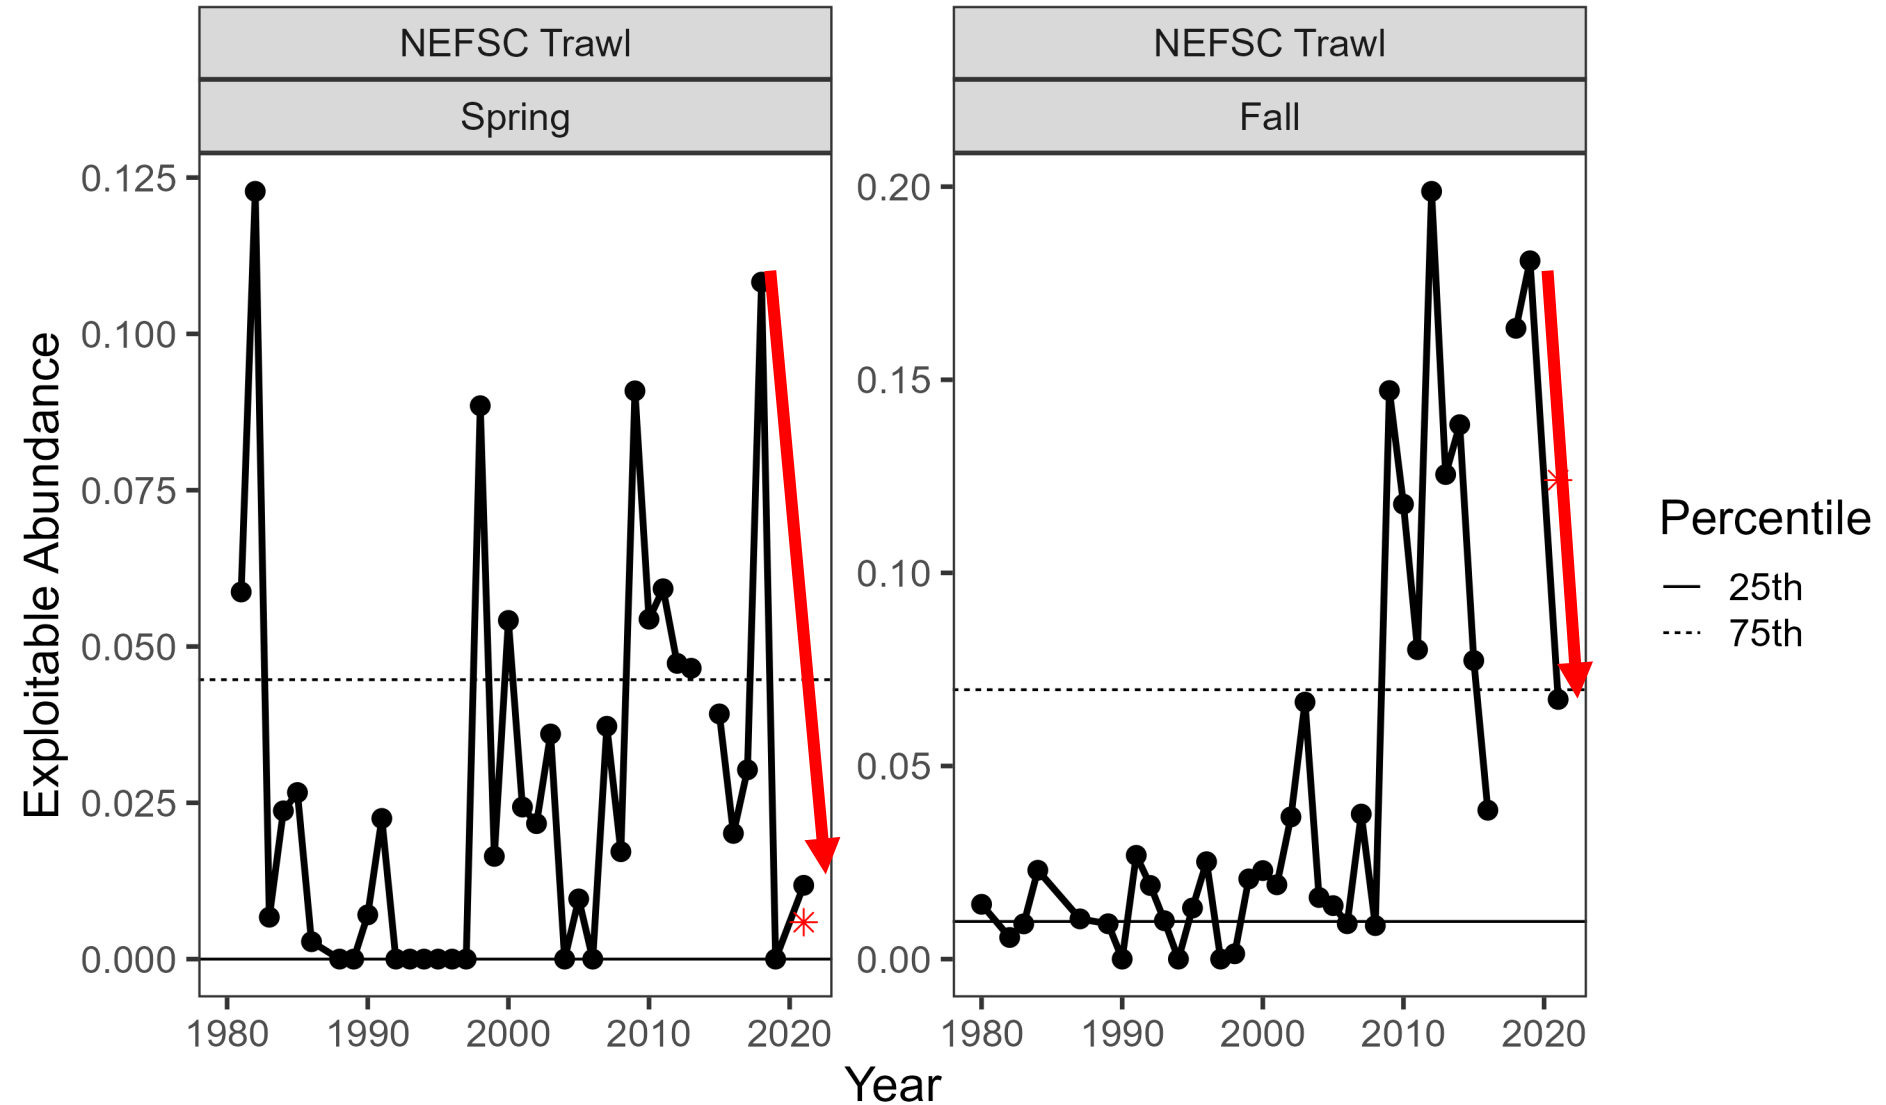 NEFSC Trawl
Spring
NEFSC Trawl
Fall
Exploitable Abundance
0.125
0.100
0.075
0.050
0.025
0.000
1980 1990 2000 2010 2020
0.20
0.15
0.10
0.05
0.00
1980 1990 2000 2010 2020
Year
Percentile
25th
75th